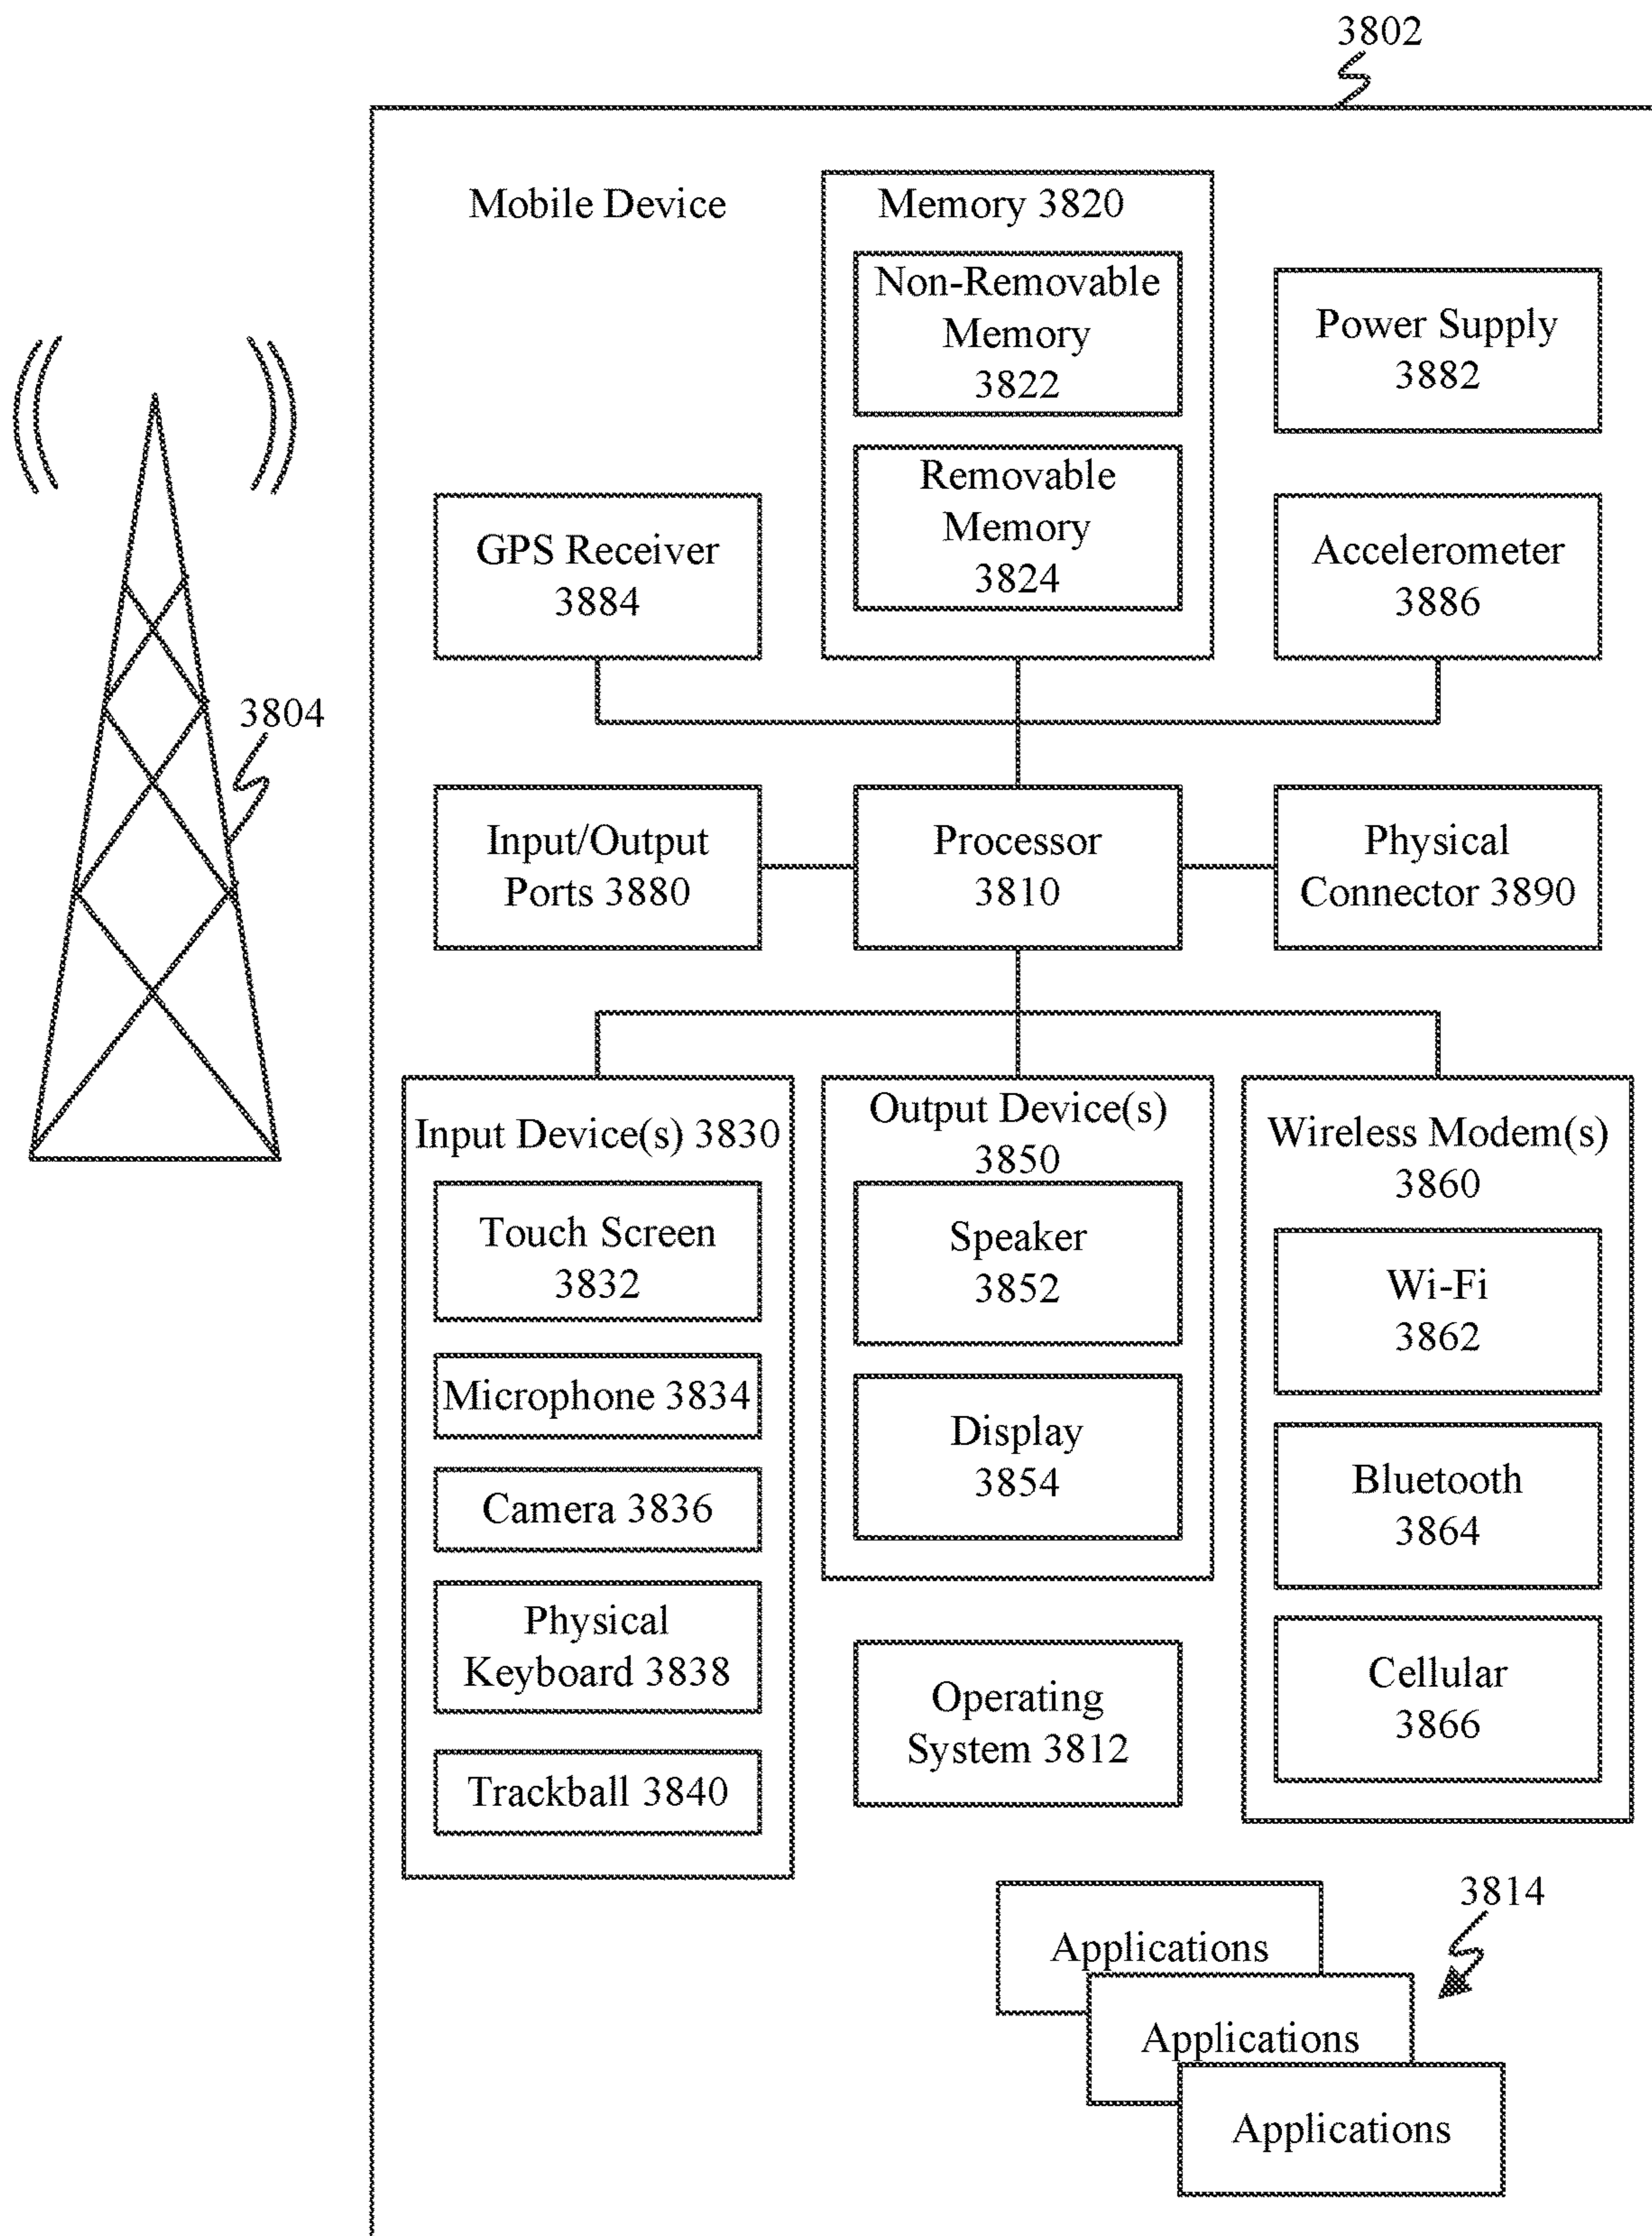 3802
Mobile Device
Memory 3820
Non-Removable
Memory
3822
Removable
Memory
3824
Power Supply
3882
GPS Receiver
3884
Accelerometer
3886
3804
Input/Output
Ports 3880
Processor
3810
Physical
Connector 3890
Input Device(s) 3830
Touch Screen
3832
Microphone 3834
Camera 3836
Physical
Keyboard 3838
Trackball 3840
Output Device(s)
3850
Speaker
3852
Display
3854
Operating
System 3812
Wireless Modem(s)
3860
Wi-Fi
3862
Bluetooth
3864
Cellular
3866
3814
Applications
Applications
Applications